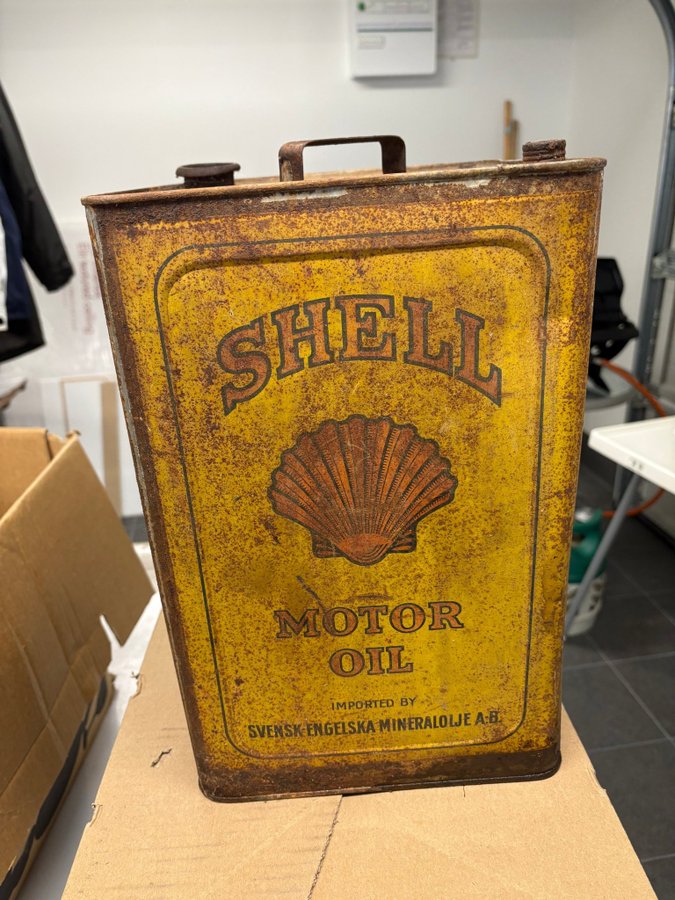 SHELL
MOTOR
OIL
IMPORTED BY
SVENSK-ENGELSKA MINERALOLJE A.B.